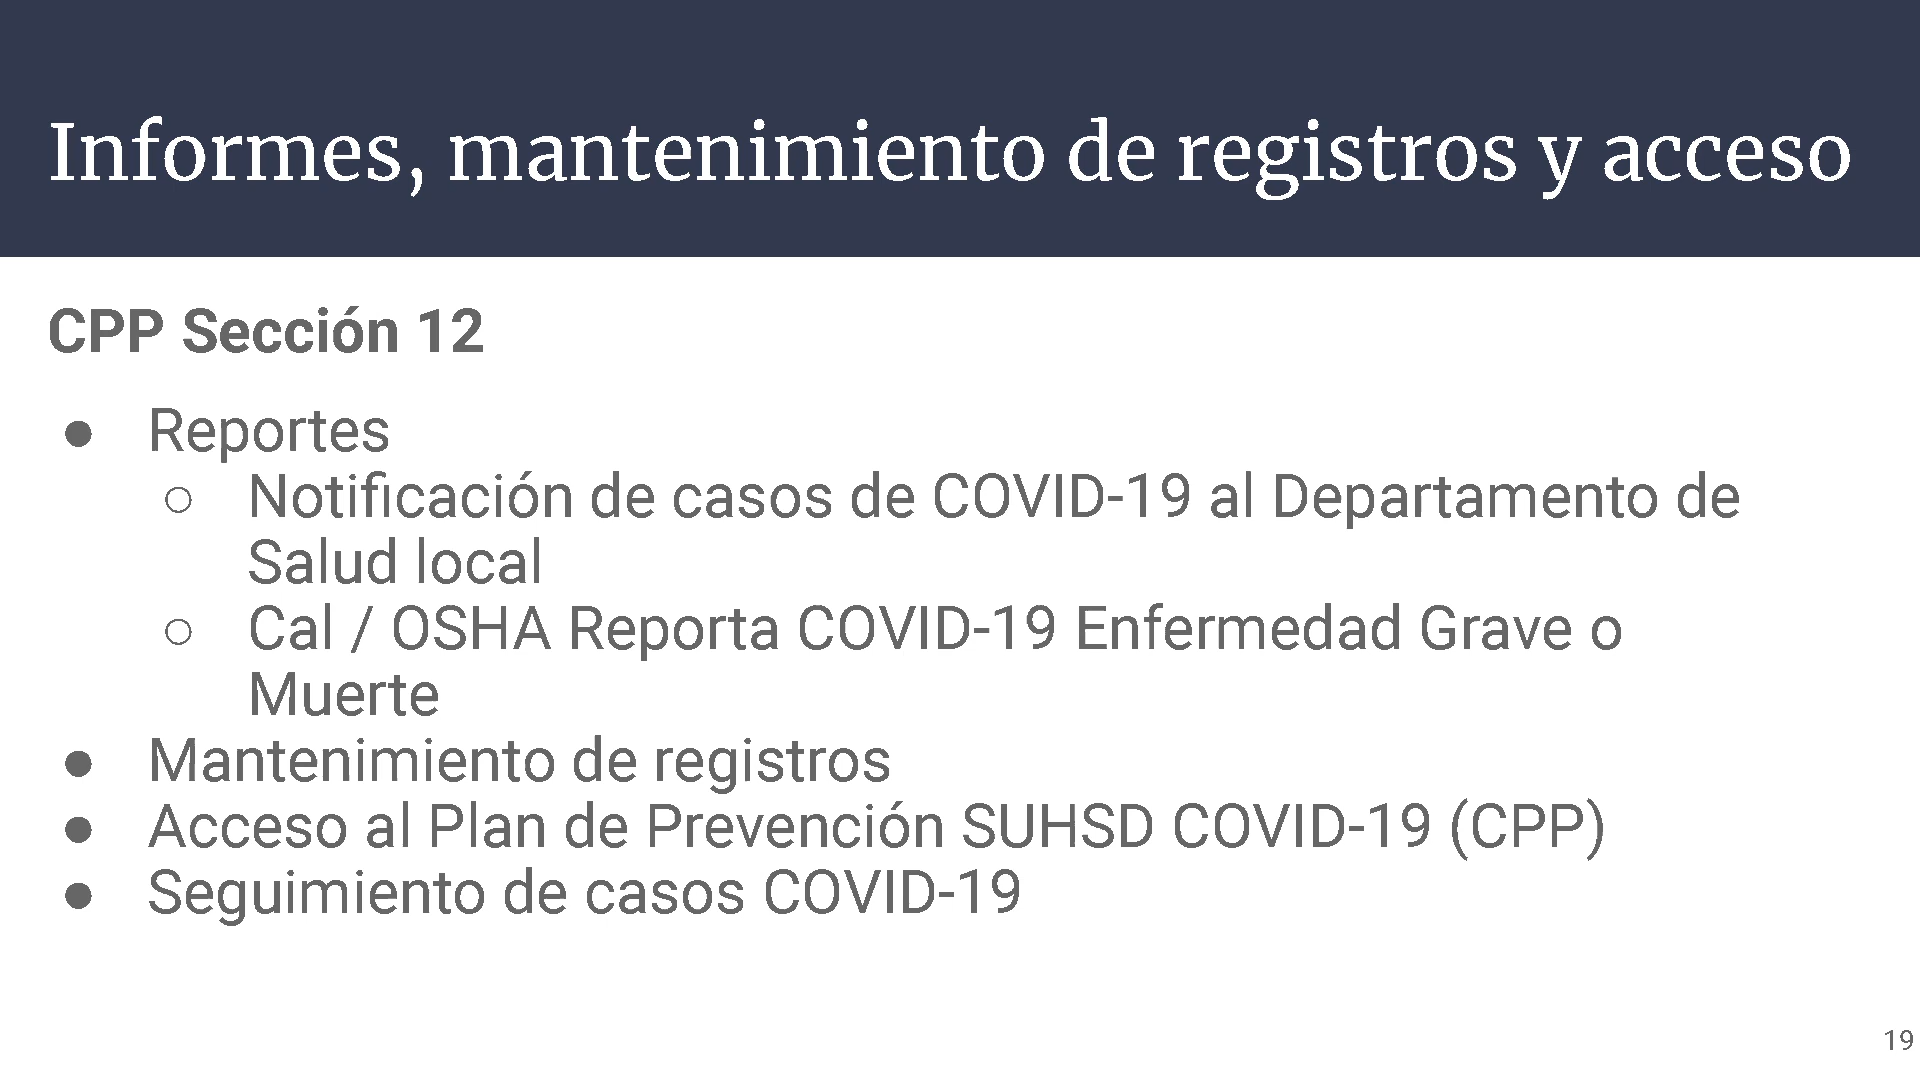 Informes, mantenimiento de registros y acceso
CPP Sección 12
● Reportes
○ Notificación de casos de COVID-19 al Departamento de
Salud local
○ Cal / OSHA Reporta COVID-19 Enfermedad Grave o
Muerte
● Mantenimiento de registros
● Acceso al Plan de Prevención SUHSD COVID-19 (CPP)
● Seguimiento de casos COVID-19
19